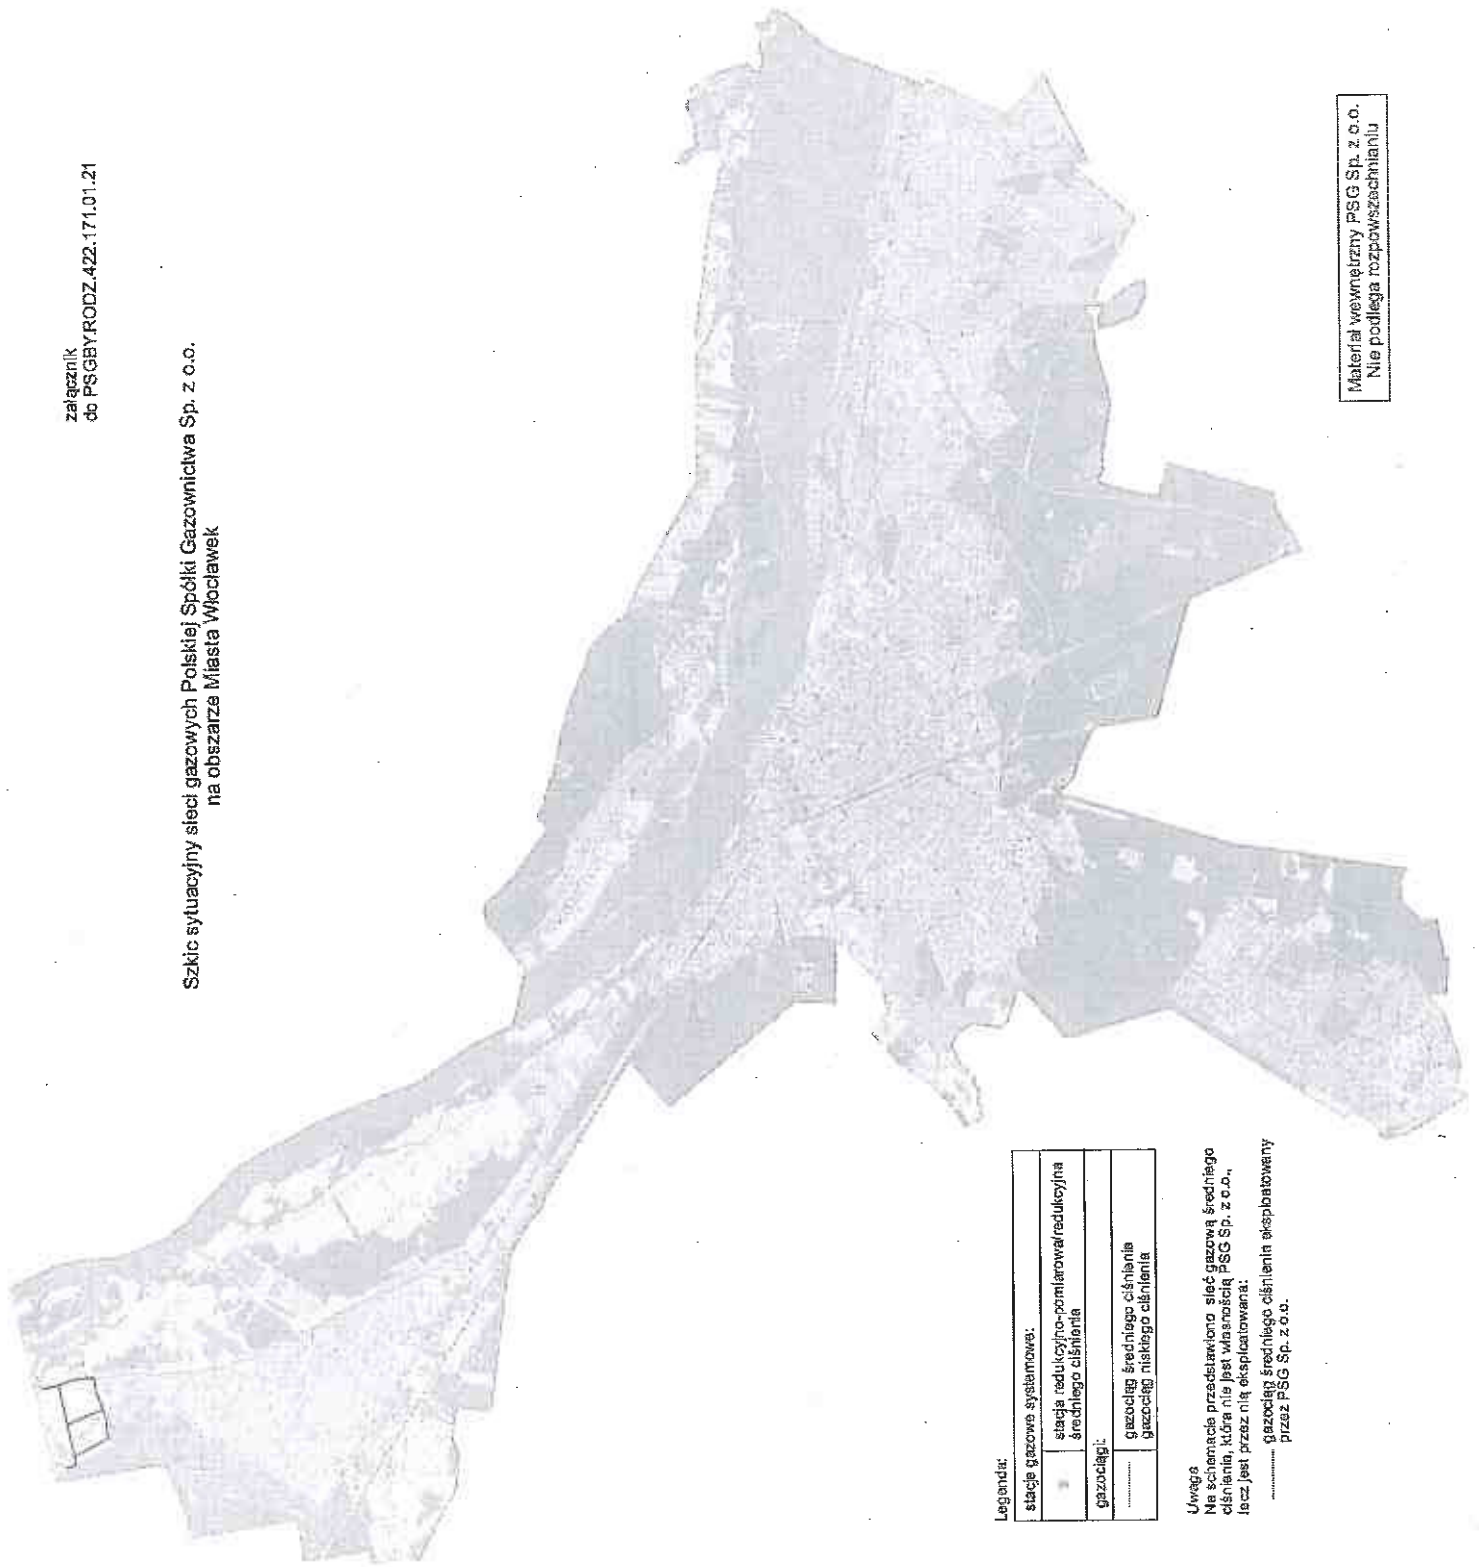 załącznik
do PSGBY.RODZ.422.171.01.21
Szkic sytuacyjny sieci gazowych Polskiej Spółki Gazownictwa Sp. z o.o.
na obszarze Miasta Włocławek
Materiał wewnętrzny PSG Sp. z o.o.
Nie podlega rozpowszechnianiu
Legenda:
stacje gazowe systemowe:
stacja redukcyjno-pomiarowa/redukcyjna
średniego ciśnienia
gazociągi:
gazociąg średniego ciśnienia
gazociąg niskiego ciśnienia
Uwaga
Na schemacie przedstawiono sieć gazową średniego
ciśnienia, która nie jest własnością PSG Sp. z o.o.,
lecz jest przez nią eksploatowana:
gazociąg średniego ciśnienia eksploatowany
przez PSG Sp. z o.o.